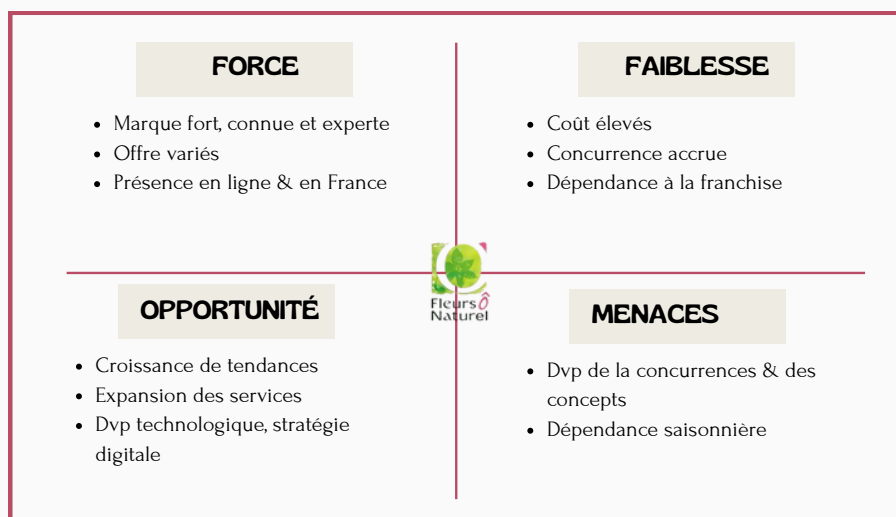 FORCE
• Marque fort, connue et experte
• Offre variés
• Présence en ligne & en France
FAIBLESSE
• Coût élevés
• Concurrence accrue
• Dépendance à la franchise
Fleurs Ô
Naturel
OPPORTUNITÉ
• Croissance de tendances
• Expansion des services
• Dvp technologique, stratégie
digitale
MENACES
• Dvp de la concurrences & des
concepts
• Dépendance saisonnière